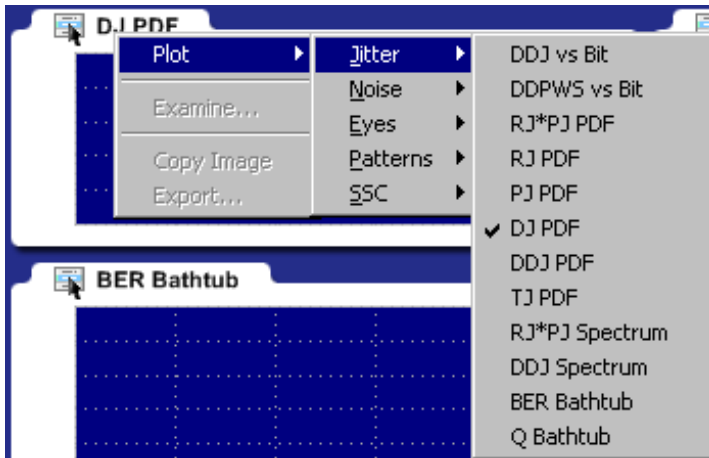 DJ PDF
Plot
Examine...
Copy Image
Export...
Jitter
Noise
Eyes
Patterns
SSC
DDJ vs Bit
DDPWS vs Bit
RJ*PJ PDF
RJ PDF
PJ PDF
DJ PDF
DDJ PDF
TJ PDF
RJ*PJ Spectrum
DDJ Spectrum
BER Bathtub
Q Bathtub
BER Bathtub